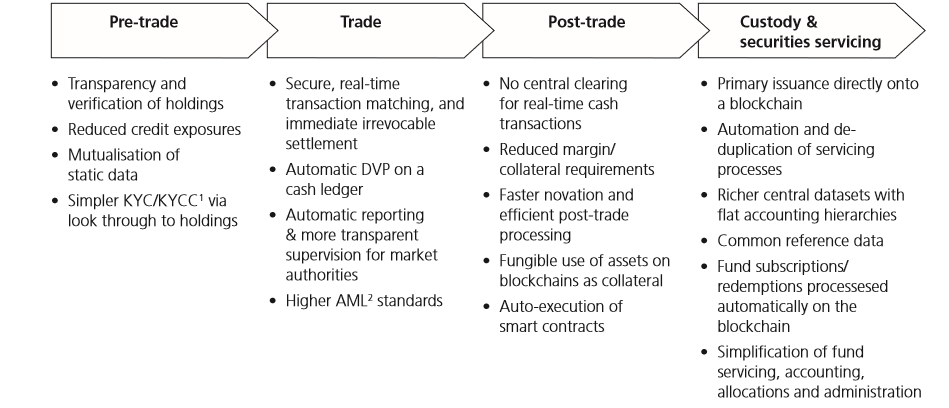 Pre-trade
• Transparency and
verification of holdings
• Reduced credit exposures
• Mutualisation of
static data
• Simpler KYC/KYCC¹ via
look through to holdings
Trade
• Secure, real-time
transaction matching, and
immediate irrevocable
settlement
• Automatic DVP on a
cash ledger
• Automatic reporting
& more transparent
supervision for market
authorities
• Higher AML² standards
Post-trade
• No central clearing
for real-time cash
transactions
• Reduced margin/
collateral requirements
• Faster novation and
efficient post-trade
processing
• Fungible use of assets on
blockchains as collateral
• Auto-execution of
smart contracts
Custody &
securities servicing
• Primary issuance directly onto
a blockchain
• Automation and de-
duplication of servicing
processes
• Richer central datasets with
flat accounting hierarchies
• Common reference data
• Fund subscriptions/
redemptions processesed
automatically on the
blockchain
• Simplification of fund
servicing, accounting,
allocations and administration